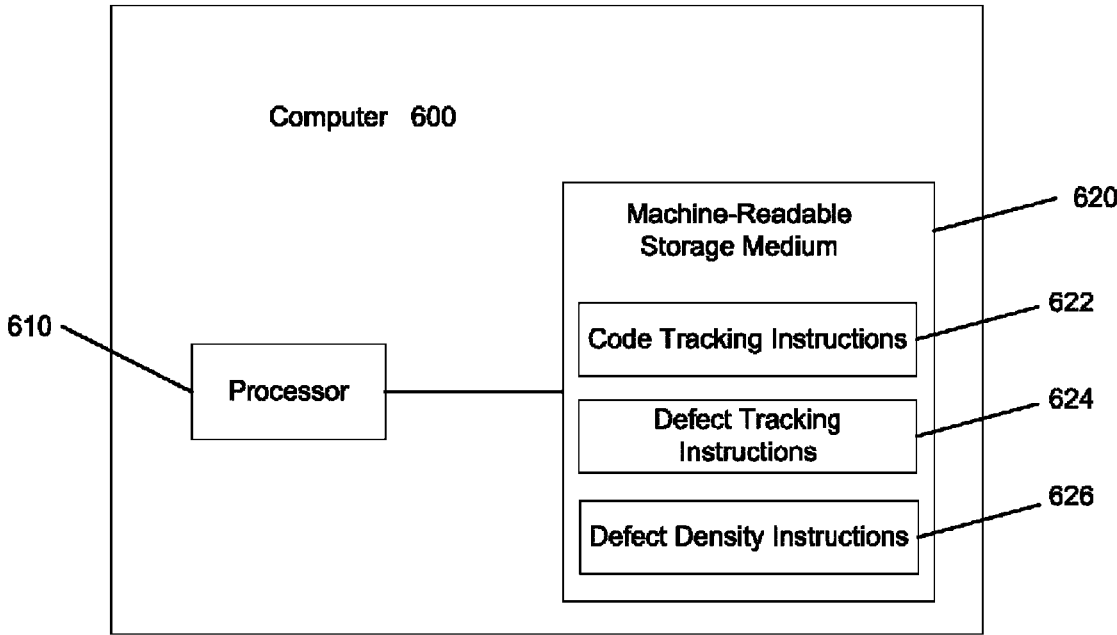 Computer 600
Machine-Readable
Storage Medium
620
Code Tracking Instructions
622
610
Processor
Defect Tracking
Instructions
624
Defect Density Instructions
626